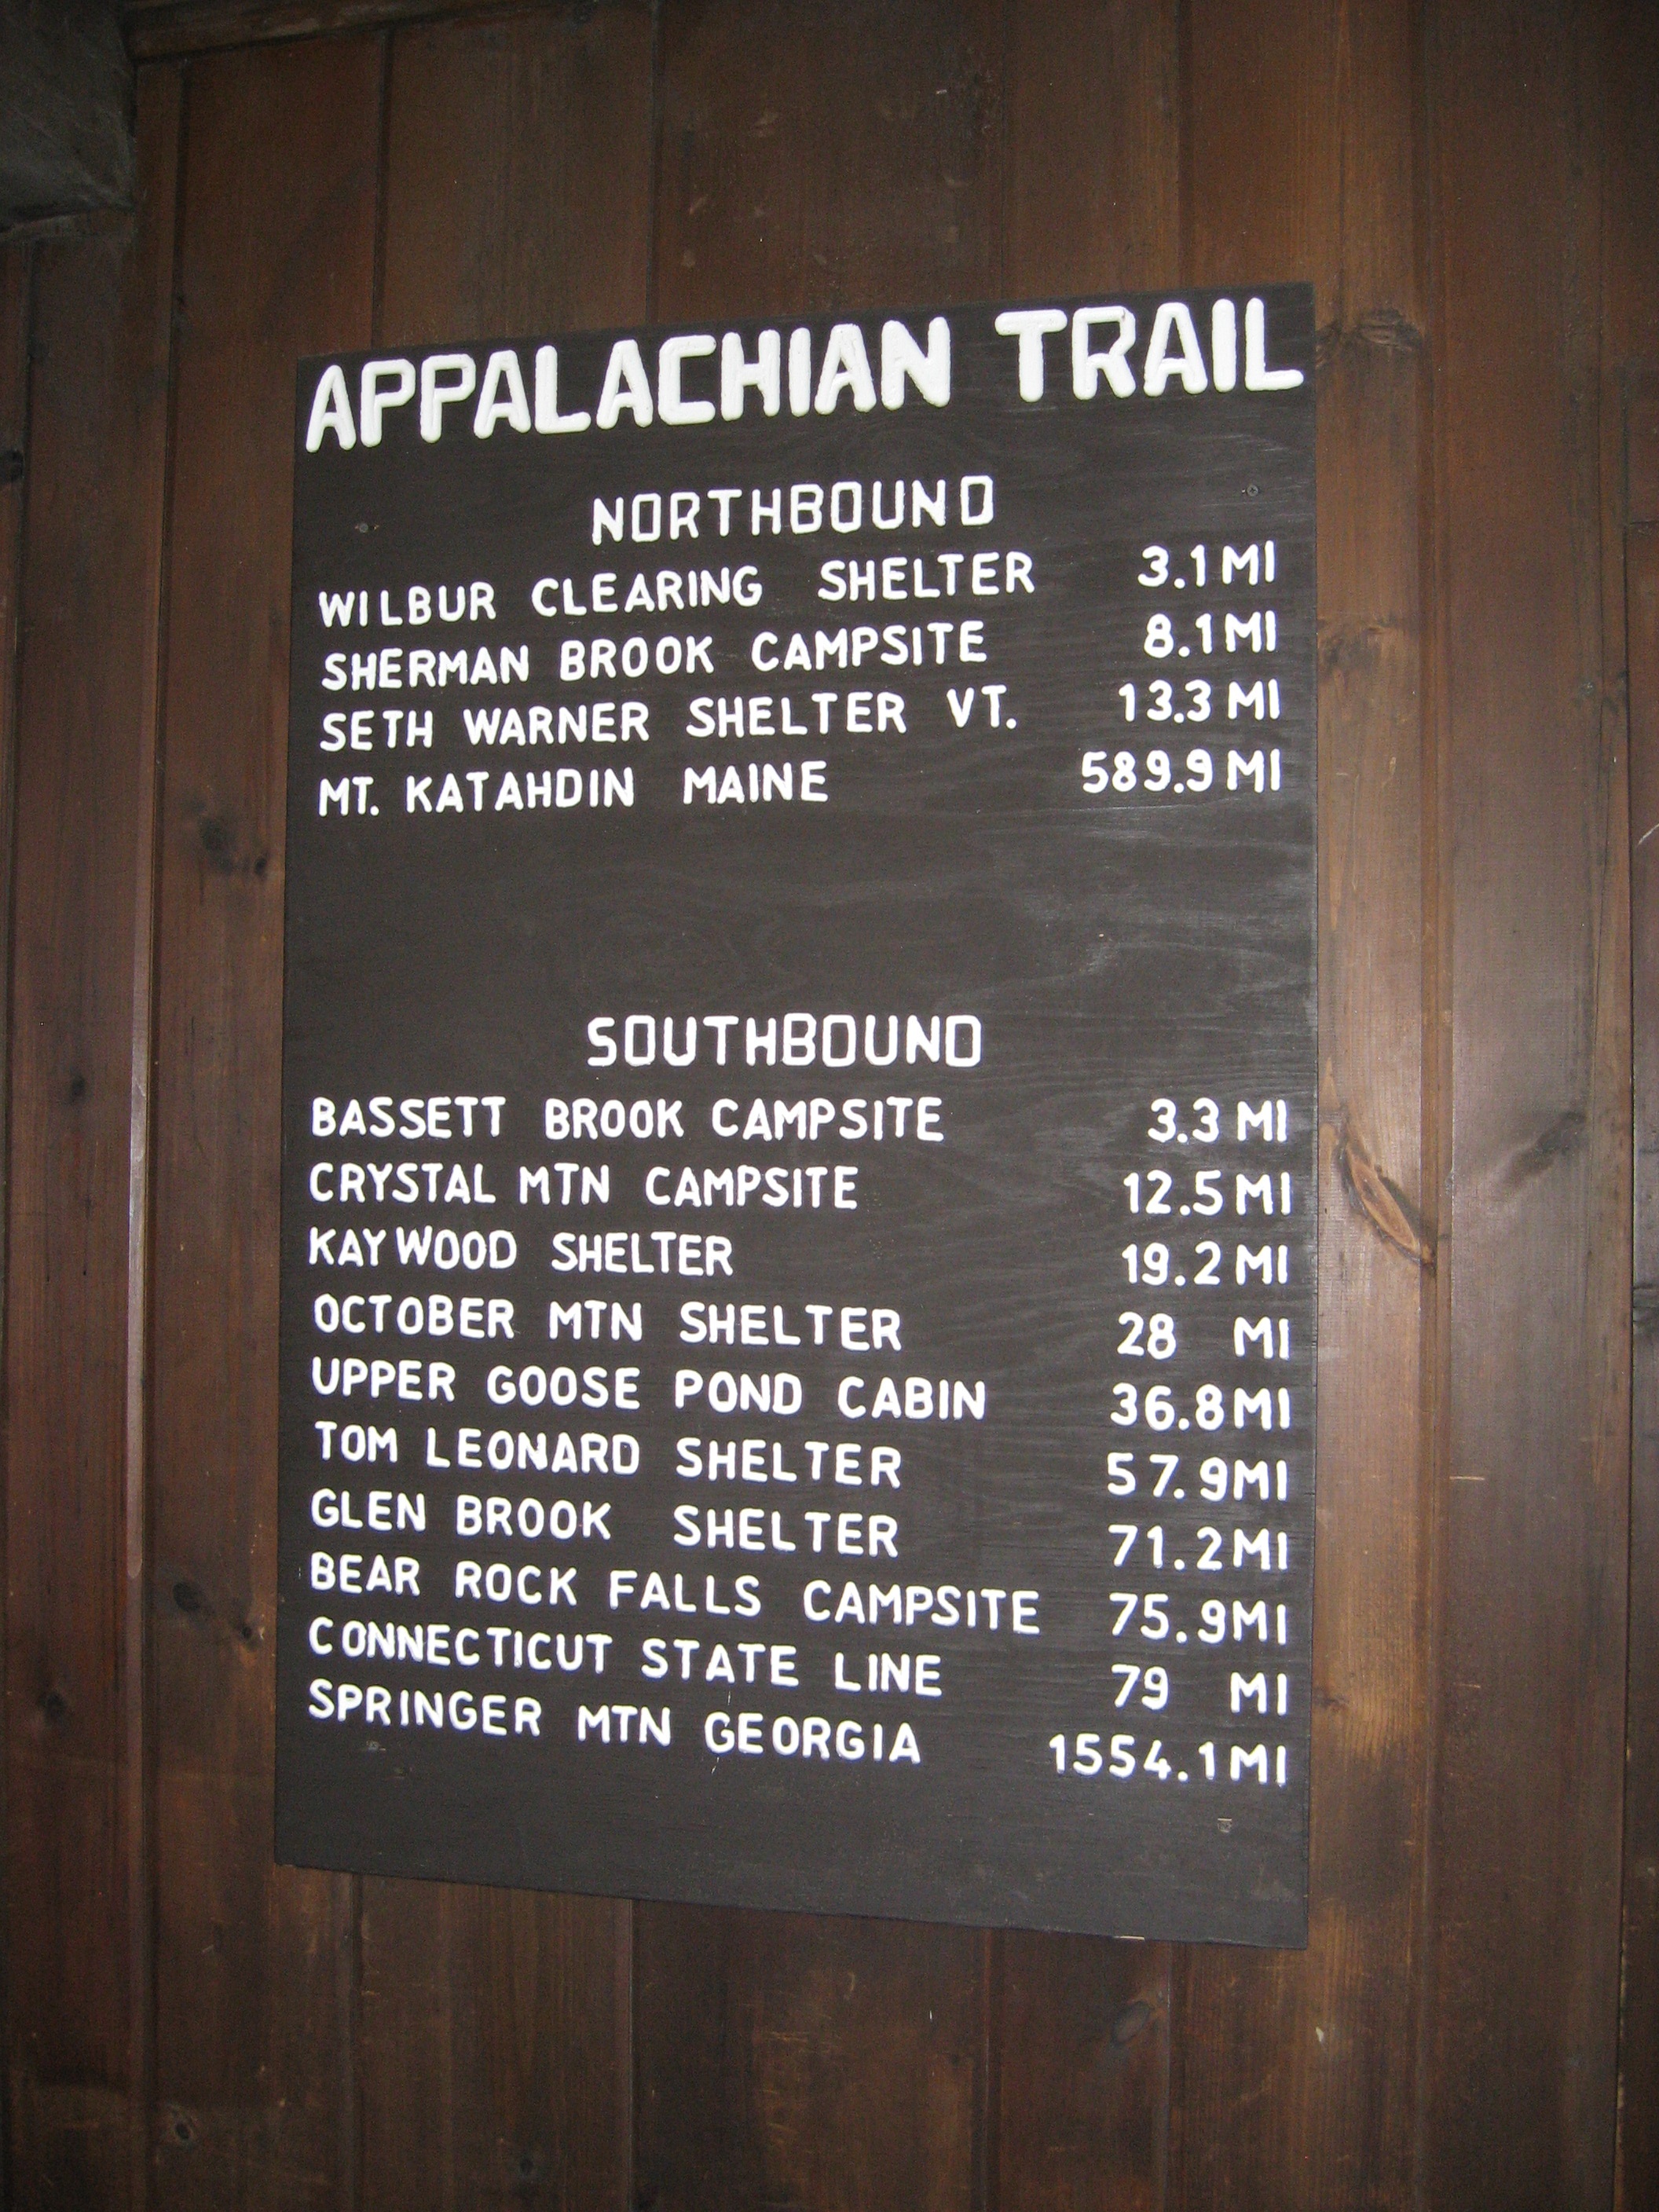 APPALACHIAN TRAIL
NORTHBOUND
WILBUR CLEARING SHELTER 3.1 MI
SHERMAN BROOK CAMPSITE 8.1 MI
SETH WARNER SHELTER VT. 13.3 MI
MT. KATAHDIN MAINE 589.9 MI
SOUTHBOUND
BASSETT BROOK CAMPSITE 3.3 MI
CRYSTAL MTN CAMPSITE 12.5 MI
KAY WOOD SHELTER 19.2 MI
OCTOBER MTN SHELTER 28 MI
UPPER GOOSE POND CABIN 36.8 MI
TOM LEONARD SHELTER 57.9 MI
GLEN BROOK SHELTER 71.2 MI
BEAR ROCK FALLS CAMPSITE 75.9 MI
CONNECTICUT STATE LINE 79 MI
SPRINGER MTN GEORGIA 1554.1 MI